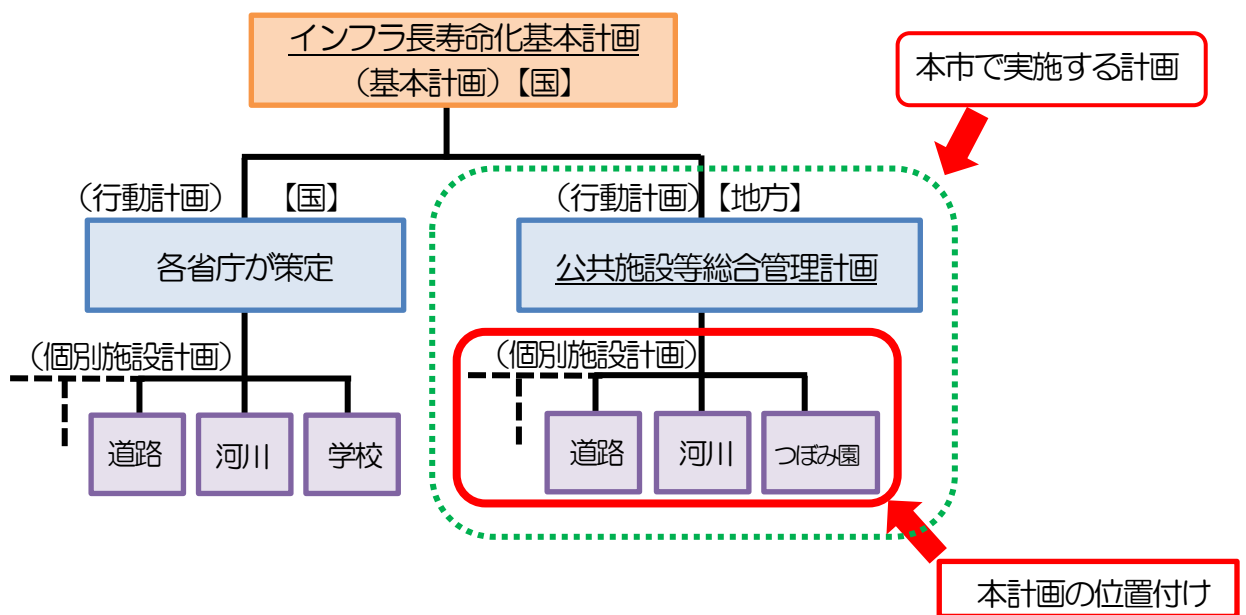 インフラ長寿命化基本計画
(基本計画)【国】
本市で実施する計画
(行動計画) 【国】
(行動計画)【地方】
各省庁が策定
公共施設等総合管理計画
(個別施設計画)
(個別施設計画)
道路
河川
学校
道路
河川
つぼみ園
本計画の位置付け